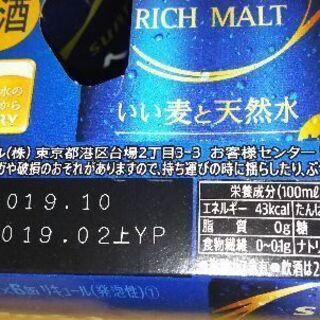 酒
RICH MALT
いい麦と天然水
水の
から
RY
ル(株) 東京都港区台場2丁目3-3 お客様センター
や破損のおそれがありますので、持ち運びの時に揺らしたり、ぶ
栄養成分(100ml
エネルギー 43kcal たんぱ
脂質 0g 糖
食物繊維 0~0.1g ナトリ
019.10
019.02上YP
リキュール(発泡性)①
飲酒は2
S